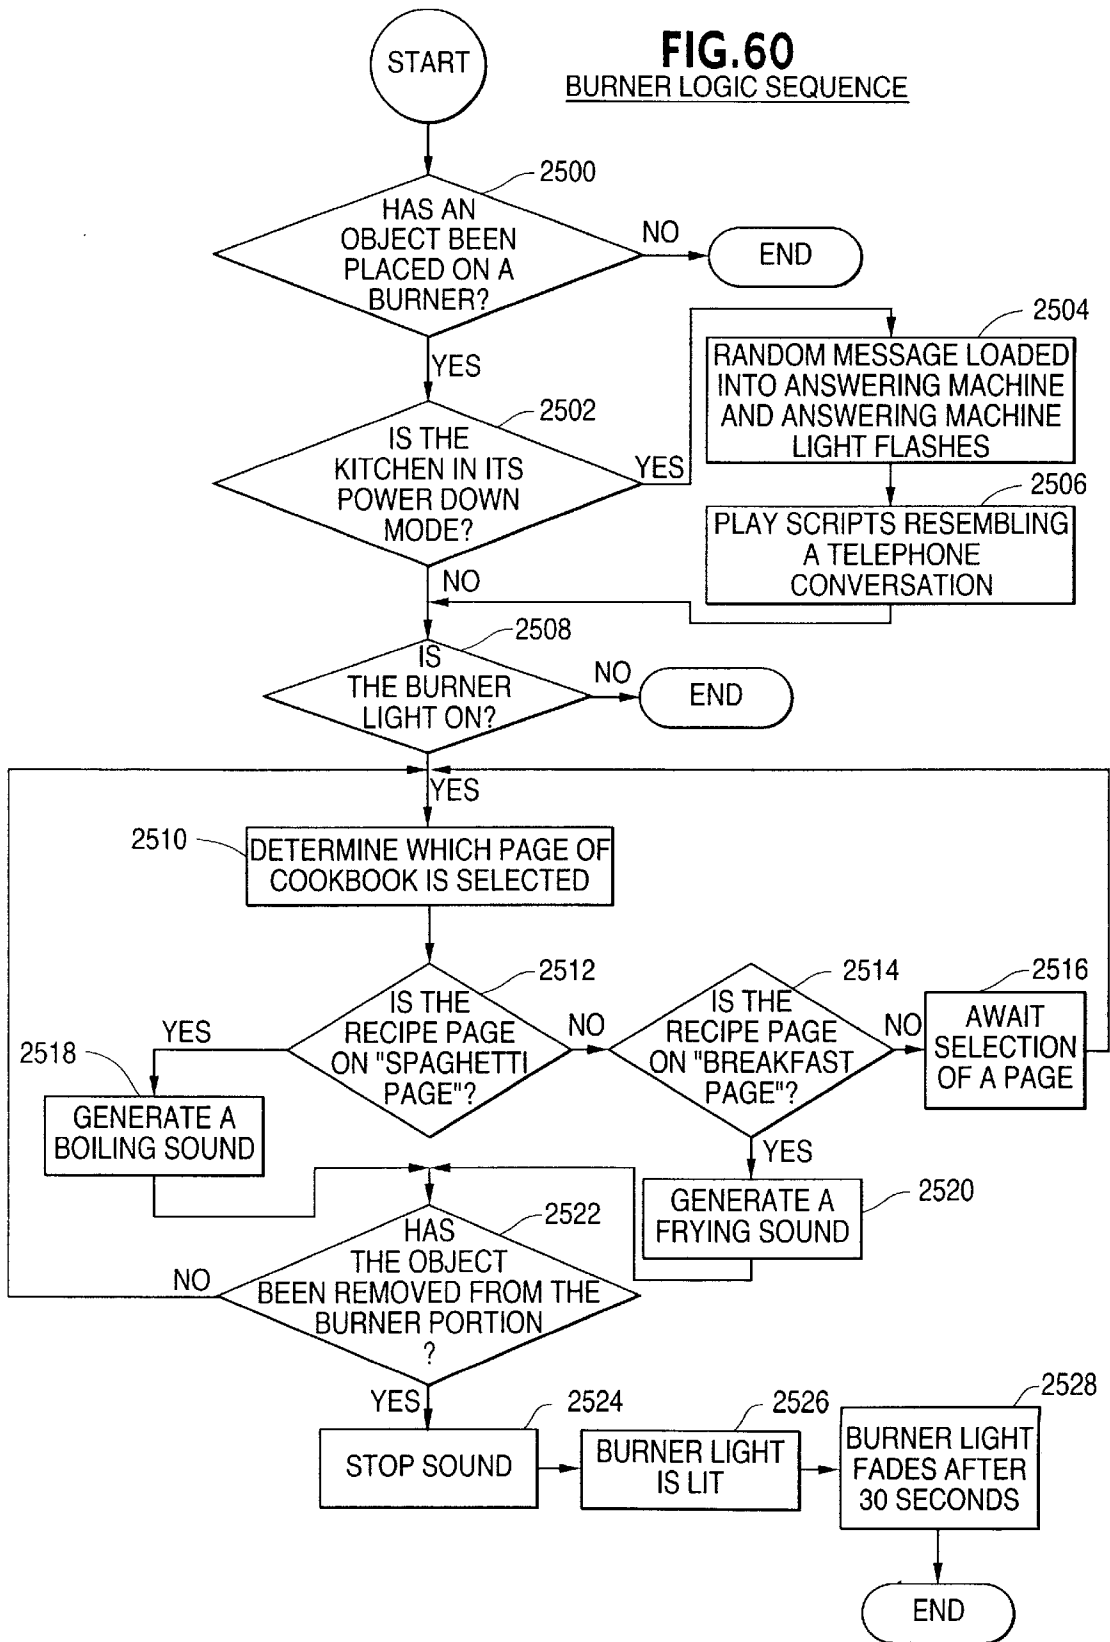 START
FIG.60
BURNER LOGIC SEQUENCE
2500
HAS AN
OBJECT BEEN
PLACED ON A
BURNER?
NO
END
YES
2502
IS THE
KITCHEN IN ITS
POWER DOWN
MODE?
YES
2504
RANDOM MESSAGE LOADED
INTO ANSWERING MACHINE
AND ANSWERING MACHINE
LIGHT FLASHES
2506
PLAY SCRIPTS RESEMBLING
A TELEPHONE
CONVERSATION
NO
2508
IS
THE BURNER
LIGHT ON?
NO
END
YES
2510
DETERMINE WHICH PAGE OF
COOKBOOK IS SELECTED
2512
IS THE
RECIPE PAGE
ON "SPAGHETTI
PAGE"?
NO
2514
IS THE
RECIPE PAGE
ON "BREAKFAST
PAGE"?
NO
2516
AWAIT
SELECTION
OF A PAGE
YES
2518
GENERATE A
BOILING SOUND
YES
2520
GENERATE A
FRYING SOUND
2522
HAS
THE OBJECT
BEEN REMOVED FROM THE
BURNER PORTION
?
NO
YES
2524
STOP SOUND
2526
BURNER LIGHT
IS LIT
2528
BURNER LIGHT
FADES AFTER
30 SECONDS
END